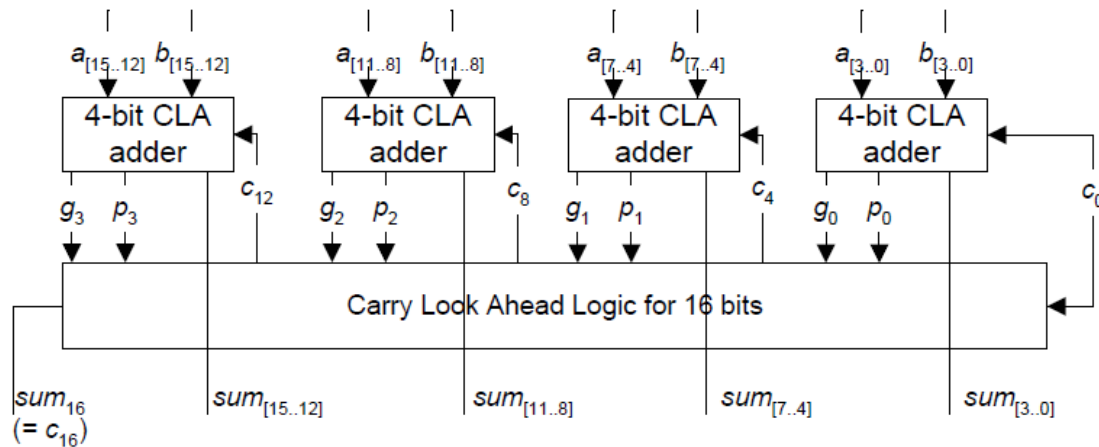 a[15..12] b[15..12] a[11..8] b[11..8] a[7..4] b[7..4] a[3..0] b[3..0]
4-bit CLA 4-bit CLA 4-bit CLA 4-bit CLA
adder adder adder adder
g3 p3 c12 g2 p2 c8 g1 p1 c4 g0 p0 c0
Carry Look Ahead Logic for 16 bits
sum16 sum[15..12] sum[11..8] sum[7..4] sum[3..0]
(= c16)